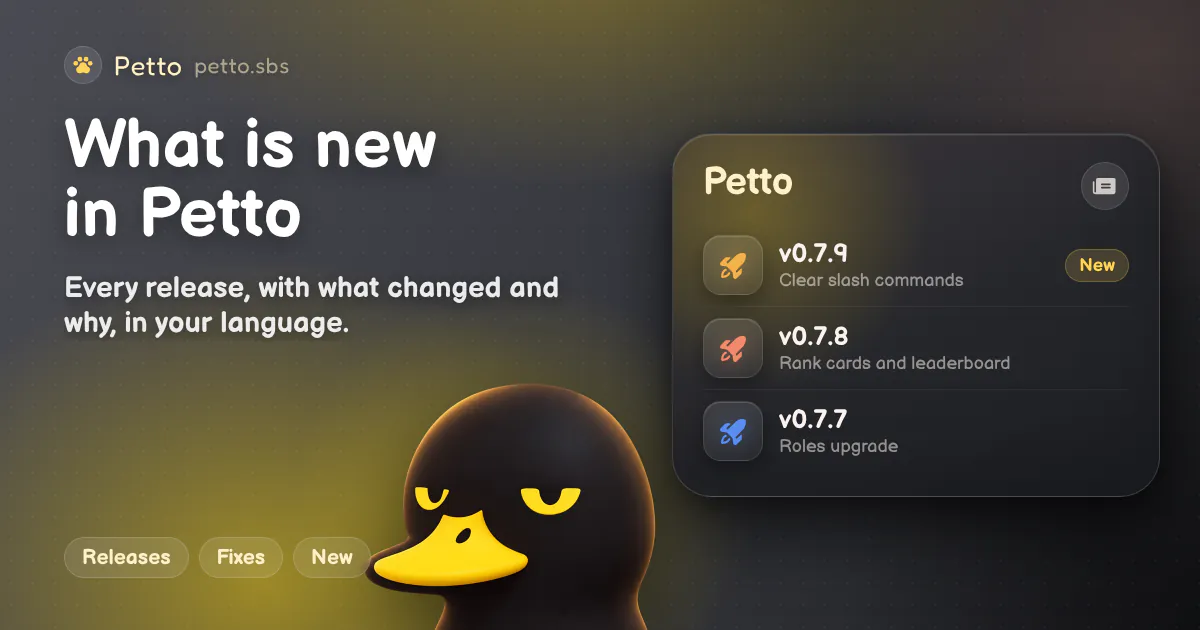 Petto petto.sbs
What is new
in Petto
Every release, with what changed and
why, in your language.
Releases Fixes New
Petto
v0.7.9
Clear slash commands
New
v0.7.8
Rank cards and leaderboard
v0.7.7
Roles upgrade